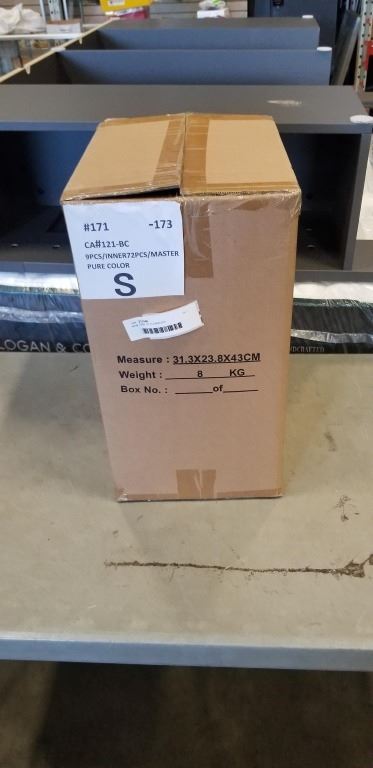 #171 -173
CA#121-BC
9PCS/INNER72PCS/MASTER
PURE COLOR
S
Measure : 31.3X23.8X43CM
Weight : 8 KG
Box No. : ______of______
LOGAN & CO